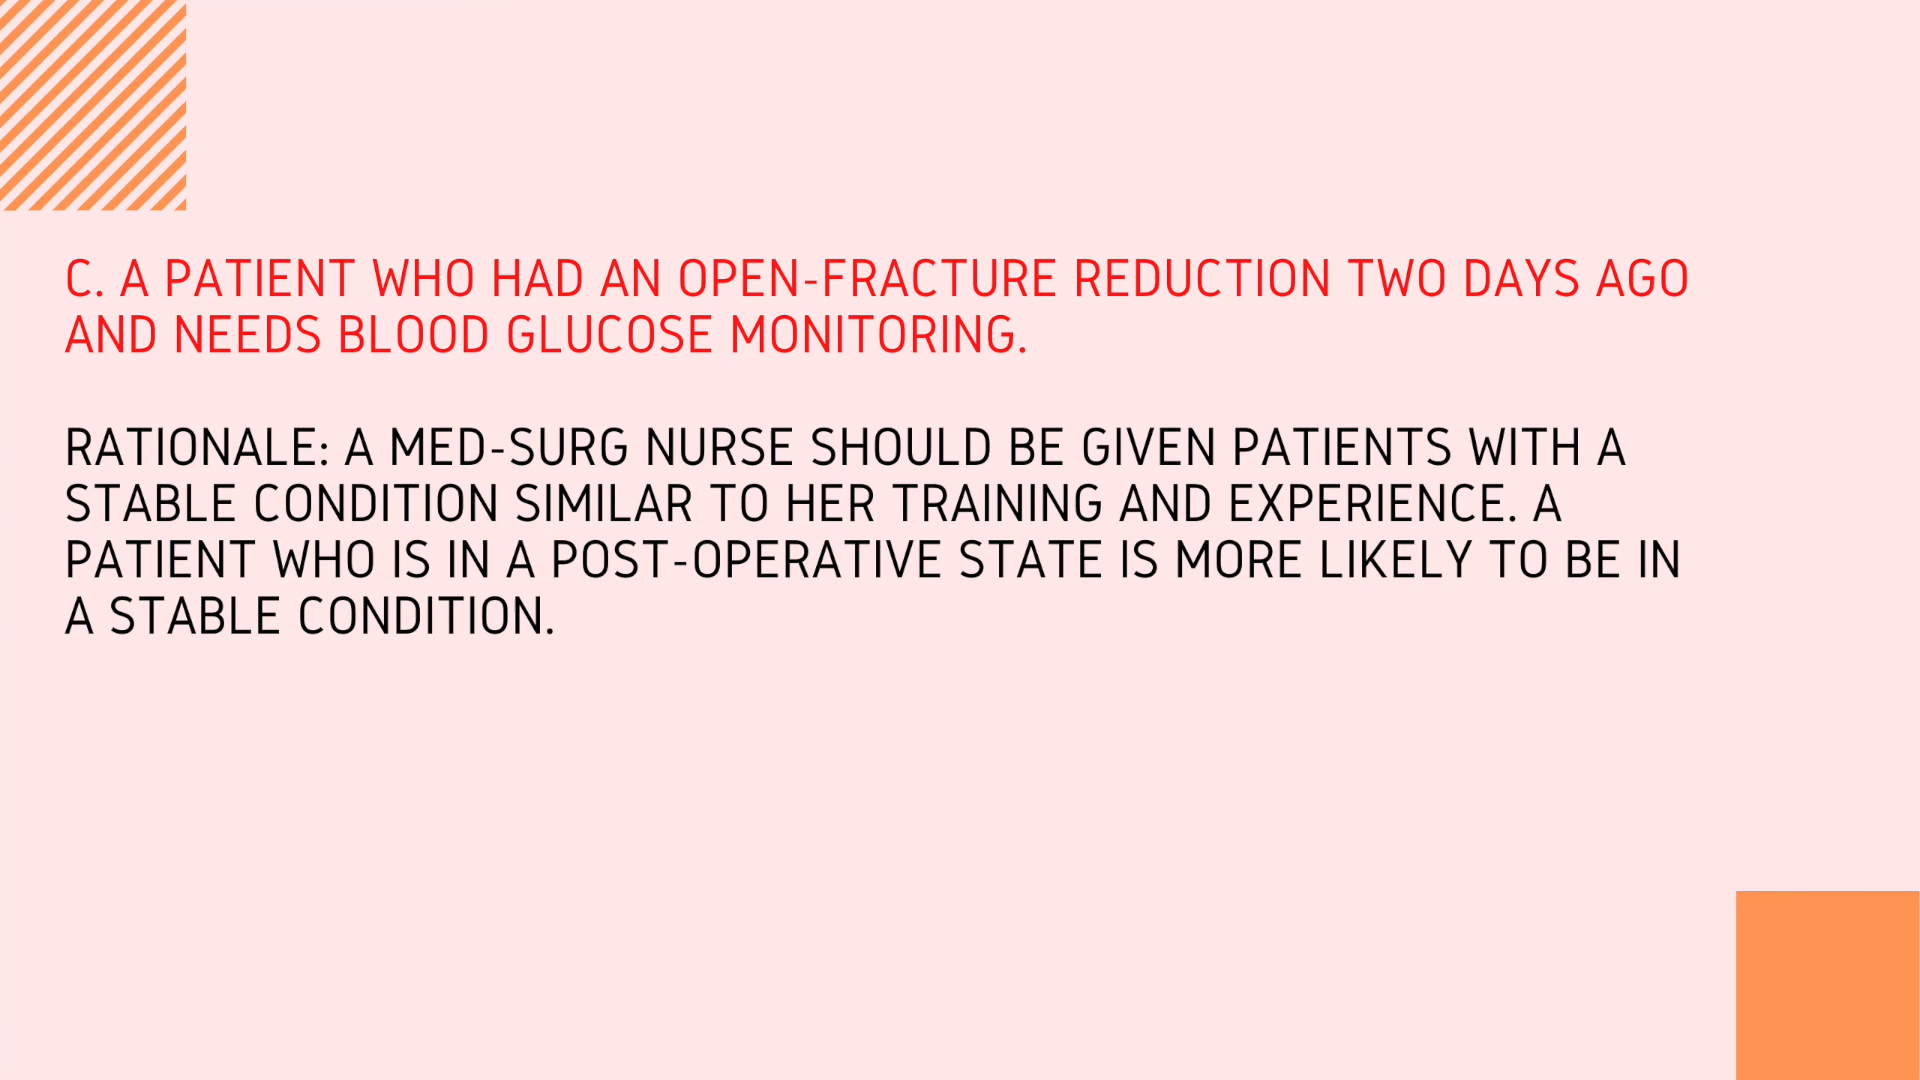 C. A PATIENT WHO HAD AN OPEN-FRACTURE REDUCTION TWO DAYS AGO
AND NEEDS BLOOD GLUCOSE MONITORING.
RATIONALE: A MED-SURG NURSE SHOULD BE GIVEN PATIENTS WITH A
STABLE CONDITION SIMILAR TO HER TRAINING AND EXPERIENCE. A
PATIENT WHO IS IN A POST-OPERATIVE STATE IS MORE LIKELY TO BE IN
A STABLE CONDITION.